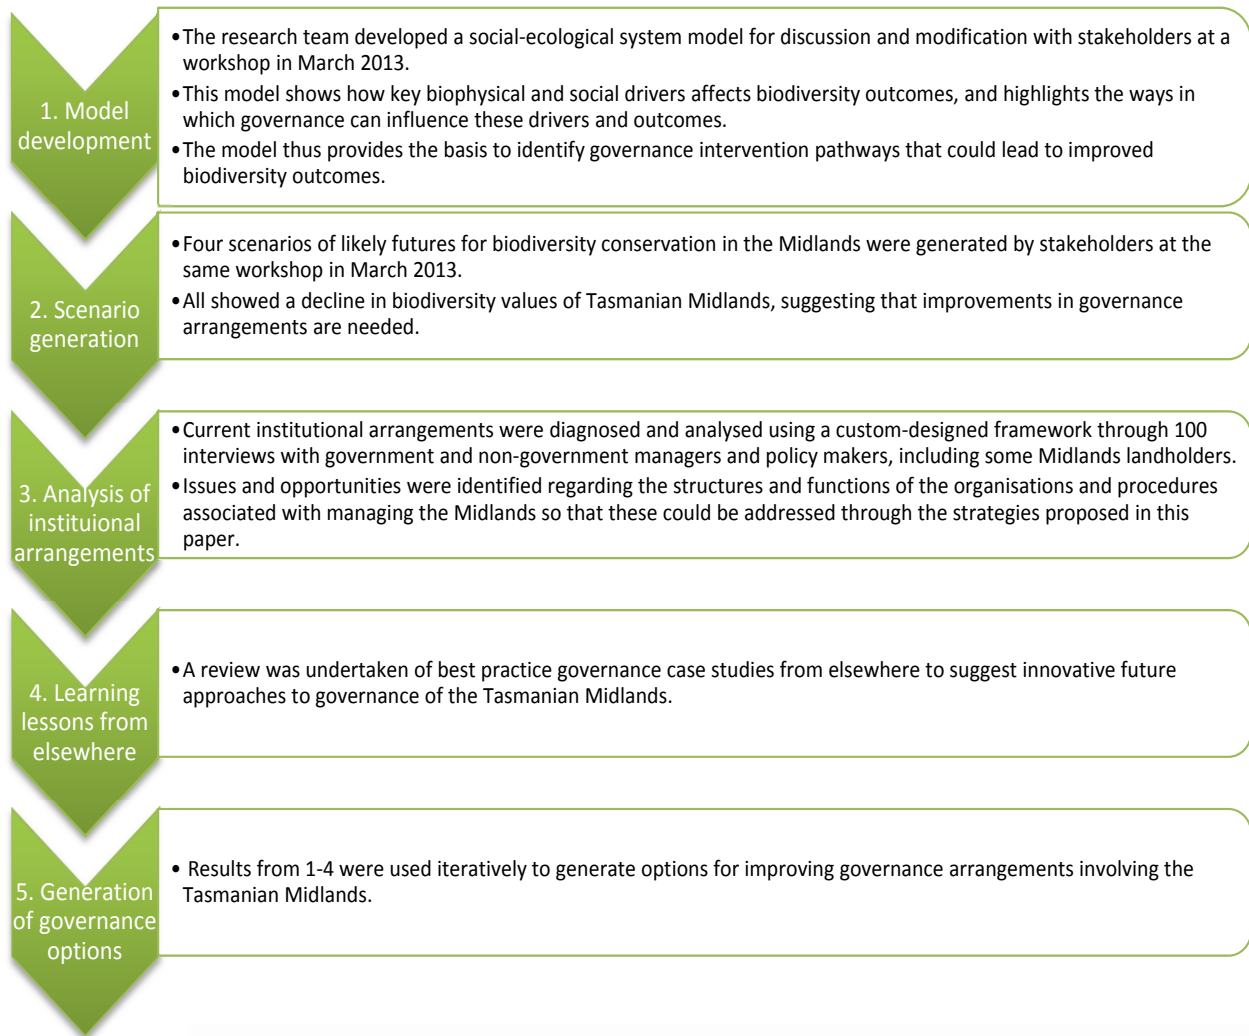 1. Model
development
•The research team developed a social-ecological system model for discussion and modification with stakeholders at a
workshop in March 2013.
•This model shows how key biophysical and social drivers affects biodiversity outcomes, and highlights the ways in
which governance can influence these drivers and outcomes.
•The model thus provides the basis to identify governance intervention pathways that could lead to improved
biodiversity outcomes.
2. Scenario
generation
•Four scenarios of likely futures for biodiversity conservation in the Midlands were generated by stakeholders at the
same workshop in March 2013.
•All showed a decline in biodiversity values of Tasmanian Midlands, suggesting that improvements in governance
arrangements are needed.
3. Analysis of
instituional
arrangements
•Current institutional arrangements were diagnosed and analysed using a custom-designed framework through 100
interviews with government and non-government managers and policy makers, including some Midlands landholders.
•Issues and opportunities were identified regarding the structures and functions of the organisations and procedures
associated with managing the Midlands so that these could be addressed through the strategies proposed in this
paper.
4. Learning
lessons from
elsewhere
•A review was undertaken of best practice governance case studies from elsewhere to suggest innovative future
approaches to governance of the Tasmanian Midlands.
5. Generation
of governance
options
• Results from 1-4 were used iteratively to generate options for improving governance arrangements involving the
Tasmanian Midlands.